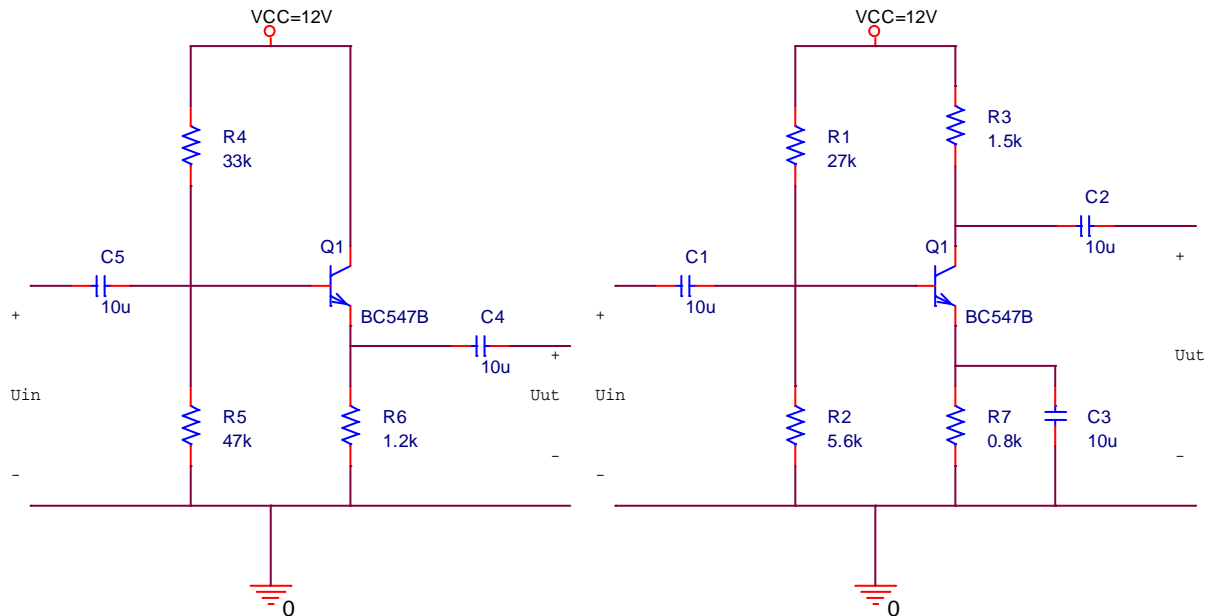 VCC=12V
R4
33k
C5
10u
Q1
BC547B
C4
10u
+
+
Uin
Uut
R5
47k
R6
1.2k
-
-
0
VCC=12V
R3
1.5k
R1
27k
C2
10u
Q1
C1
10u
+
BC547B
+
Uut
Uin
R2
5.6k
R7
0.8k
C3
10u
-
-
0